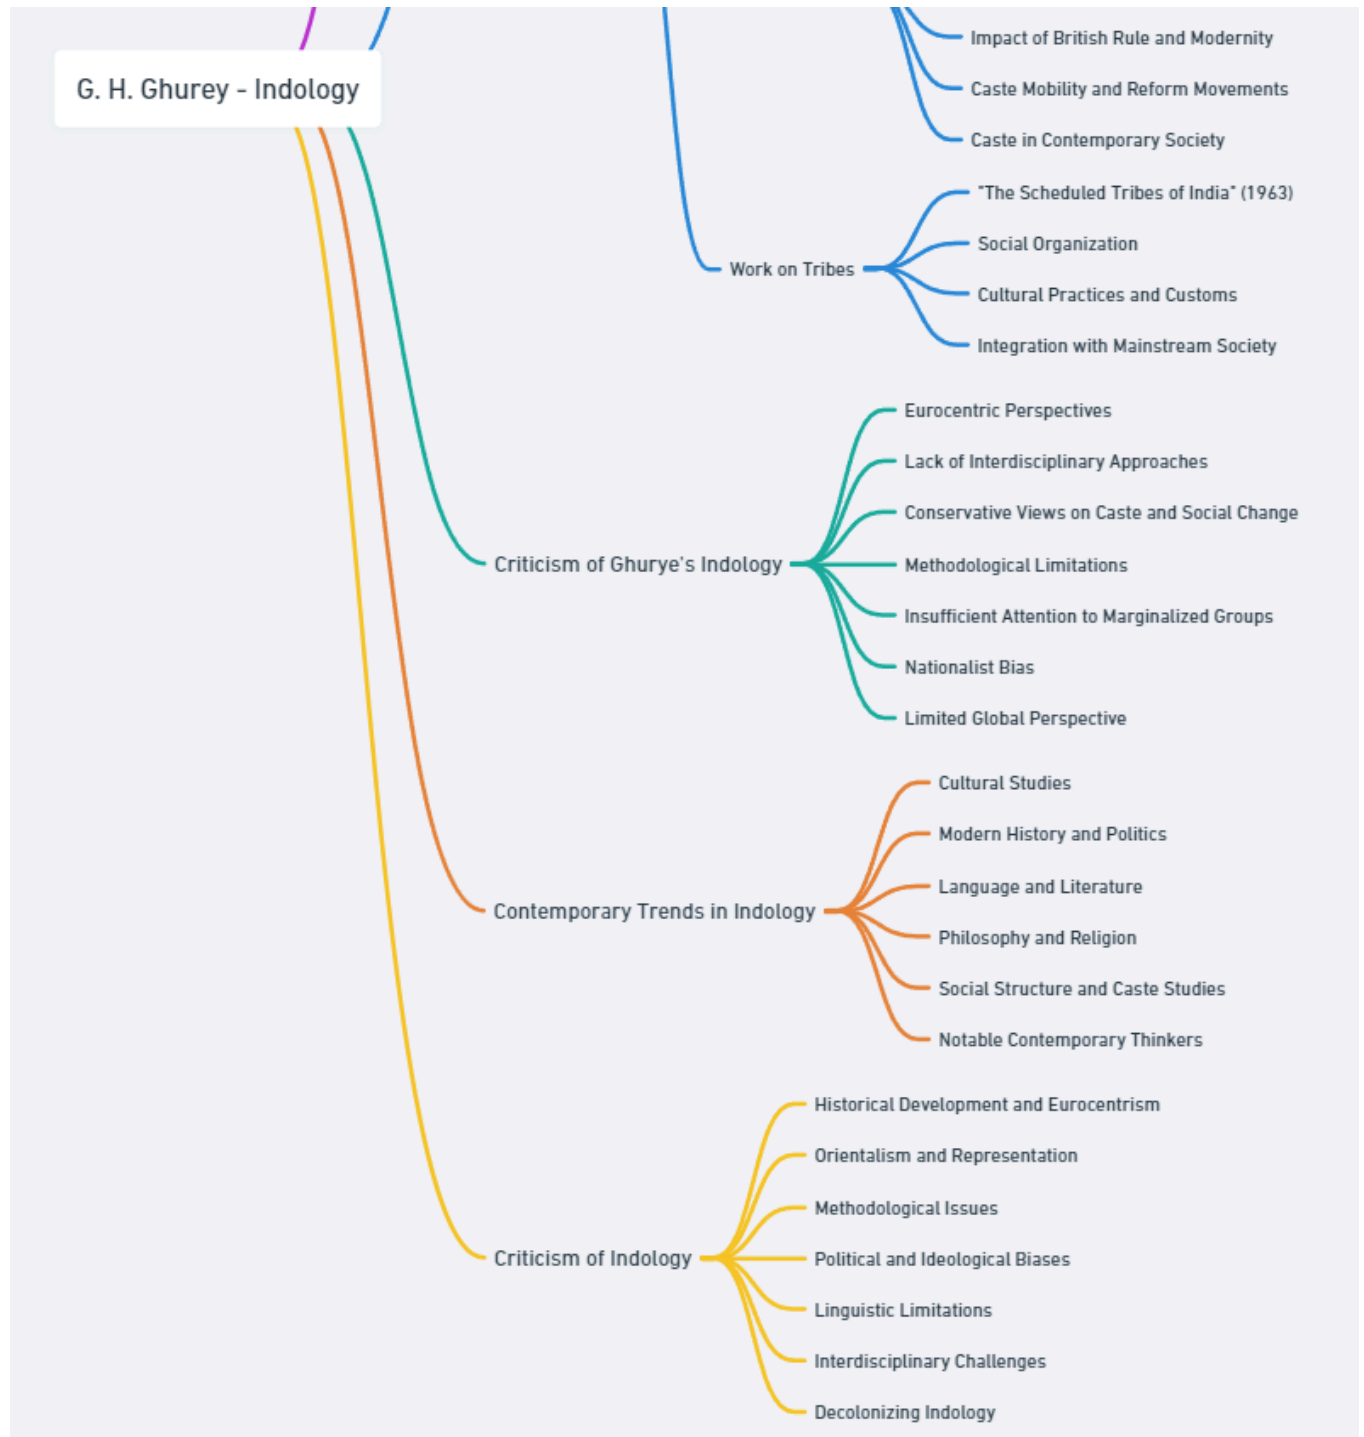 G. H. Ghurey - Indology
Impact of British Rule and Modernity
Caste Mobility and Reform Movements
Caste in Contemporary Society
Work on Tribes
"The Scheduled Tribes of India" (1963)
Social Organization
Cultural Practices and Customs
Integration with Mainstream Society
Criticism of Ghurye's Indology
Eurocentric Perspectives
Lack of Interdisciplinary Approaches
Conservative Views on Caste and Social Change
Methodological Limitations
Insufficient Attention to Marginalized Groups
Nationalist Bias
Limited Global Perspective
Contemporary Trends in Indology
Cultural Studies
Modern History and Politics
Language and Literature
Philosophy and Religion
Social Structure and Caste Studies
Notable Contemporary Thinkers
Criticism of Indology
Historical Development and Eurocentrism
Orientalism and Representation
Methodological Issues
Political and Ideological Biases
Linguistic Limitations
Interdisciplinary Challenges
Decolonizing Indology